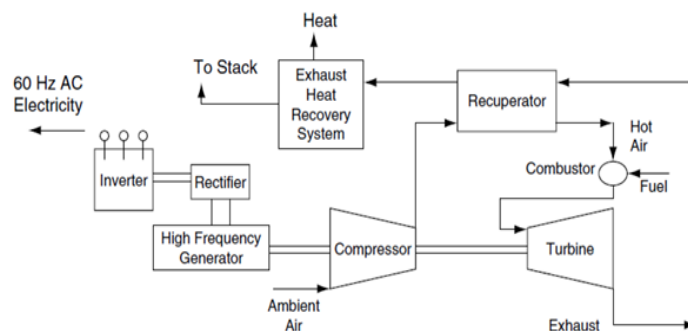 Heat
To Stack
Exhaust
Heat
Recovery
System
Recuperator
60 Hz AC
Electricity
Hot
Air
Combustor
Fuel
Inverter
Rectifier
High Frequency
Generator
Compressor
Turbine
Ambient
Air
Exhaust